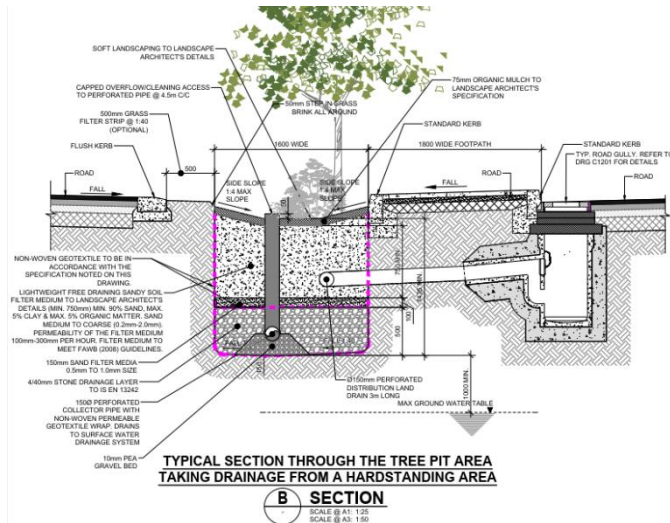 SOFT LANDSCAPING TO LANDSCAPE
ARCHITECT'S DETAILS
CAPPED OVERFLOW/CLEANING ACCESS
TO PERFORATED PIPE @ 4.5m C/C
500mm GRASS
FILTER STRIP @ 1:40
(OPTIONAL)
FLUSH KERB
ROAD
FALL
500
50mm STEP IN GRASS
BRINK ALL AROUND
1600 WIDE
75mm ORGANIC MULCH TO
LANDSCAPE ARCHITECT'S
SPECIFICATION
STANDARD KERB
1800 WIDE FOOTPATH
STANDARD KERB
TYP. ROAD GULLY. REFER TO
DRG C1201 FOR DETAILS
SIDE SLOPE
1:4 MAX
SLOPE
SIDE SLOPE
1:4 MAX
SLOPE
FALL
ROAD
ROAD
FALL
NON-WOVEN GEOTEXTILE TO BE IN
ACCORDANCE WITH THE
SPECIFICATION NOTED ON THIS
DRAWING.
LIGHTWEIGHT FREE DRAINING SANDY SOIL
FILTER MEDIUM TO LANDSCAPE ARCHITECT'S
DETAILS (MIN. 750mm) MIN. 90% SAND, MAX.
5% CLAY & MAX. 5% ORGANIC MATTER. SAND
MEDIUM TO COARSE (0.2mm-2.0mm).
PERMEABILITY OF THE FILTER MEDIUM
100mm-300mm PER HOUR. FILTER MEDIUM TO
MEET FAWB (2008) GUIDELINES.
150mm SAND FILTER MEDIA
0.5mm TO 1.0mm SIZE
4/40mm STONE DRAINAGE LAYER
TO IS EN 13242
150Ø PERFORATED
COLLECTOR PIPE WITH
NON-WOVEN PERMEABLE
GEOTEXTILE WRAP. DRAINS
TO SURFACE WATER
DRAINAGE SYSTEM
10mm PEA
GRAVEL BED
FALL
100
500
1000 MIN.
Ø150mm PERFORATED
DISTRIBUTION LAND
DRAIN 3m LONG
MAX GROUND WATER TABLE
TYPICAL SECTION THROUGH THE TREE PIT AREA
TAKING DRAINAGE FROM A HARDSTANDING AREA
B
SECTION
SCALE @ A1: 1:25
SCALE @ A3: 1:50